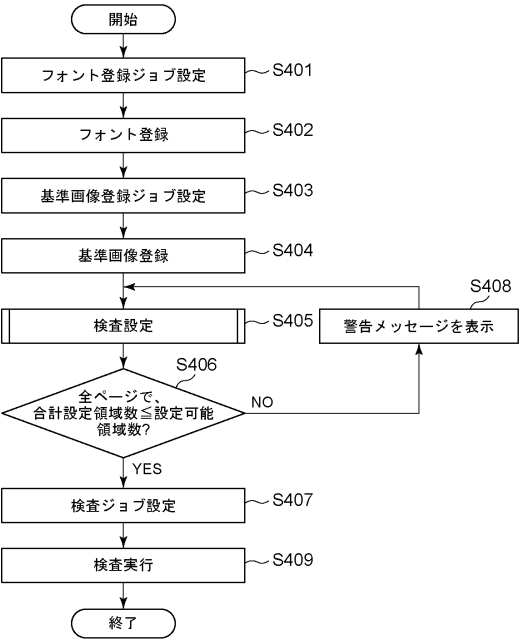 開始
フォント登録ジョブ設定
S401
フォント登録
S402
基準画像登録ジョブ設定
S403
基準画像登録
S404
検査設定
S405
警告メッセージを表示
S408
S406
全ページで、
合計設定領域数≦設定可能
領域数?
NO
YES
検査ジョブ設定
S407
検査実行
S409
終了